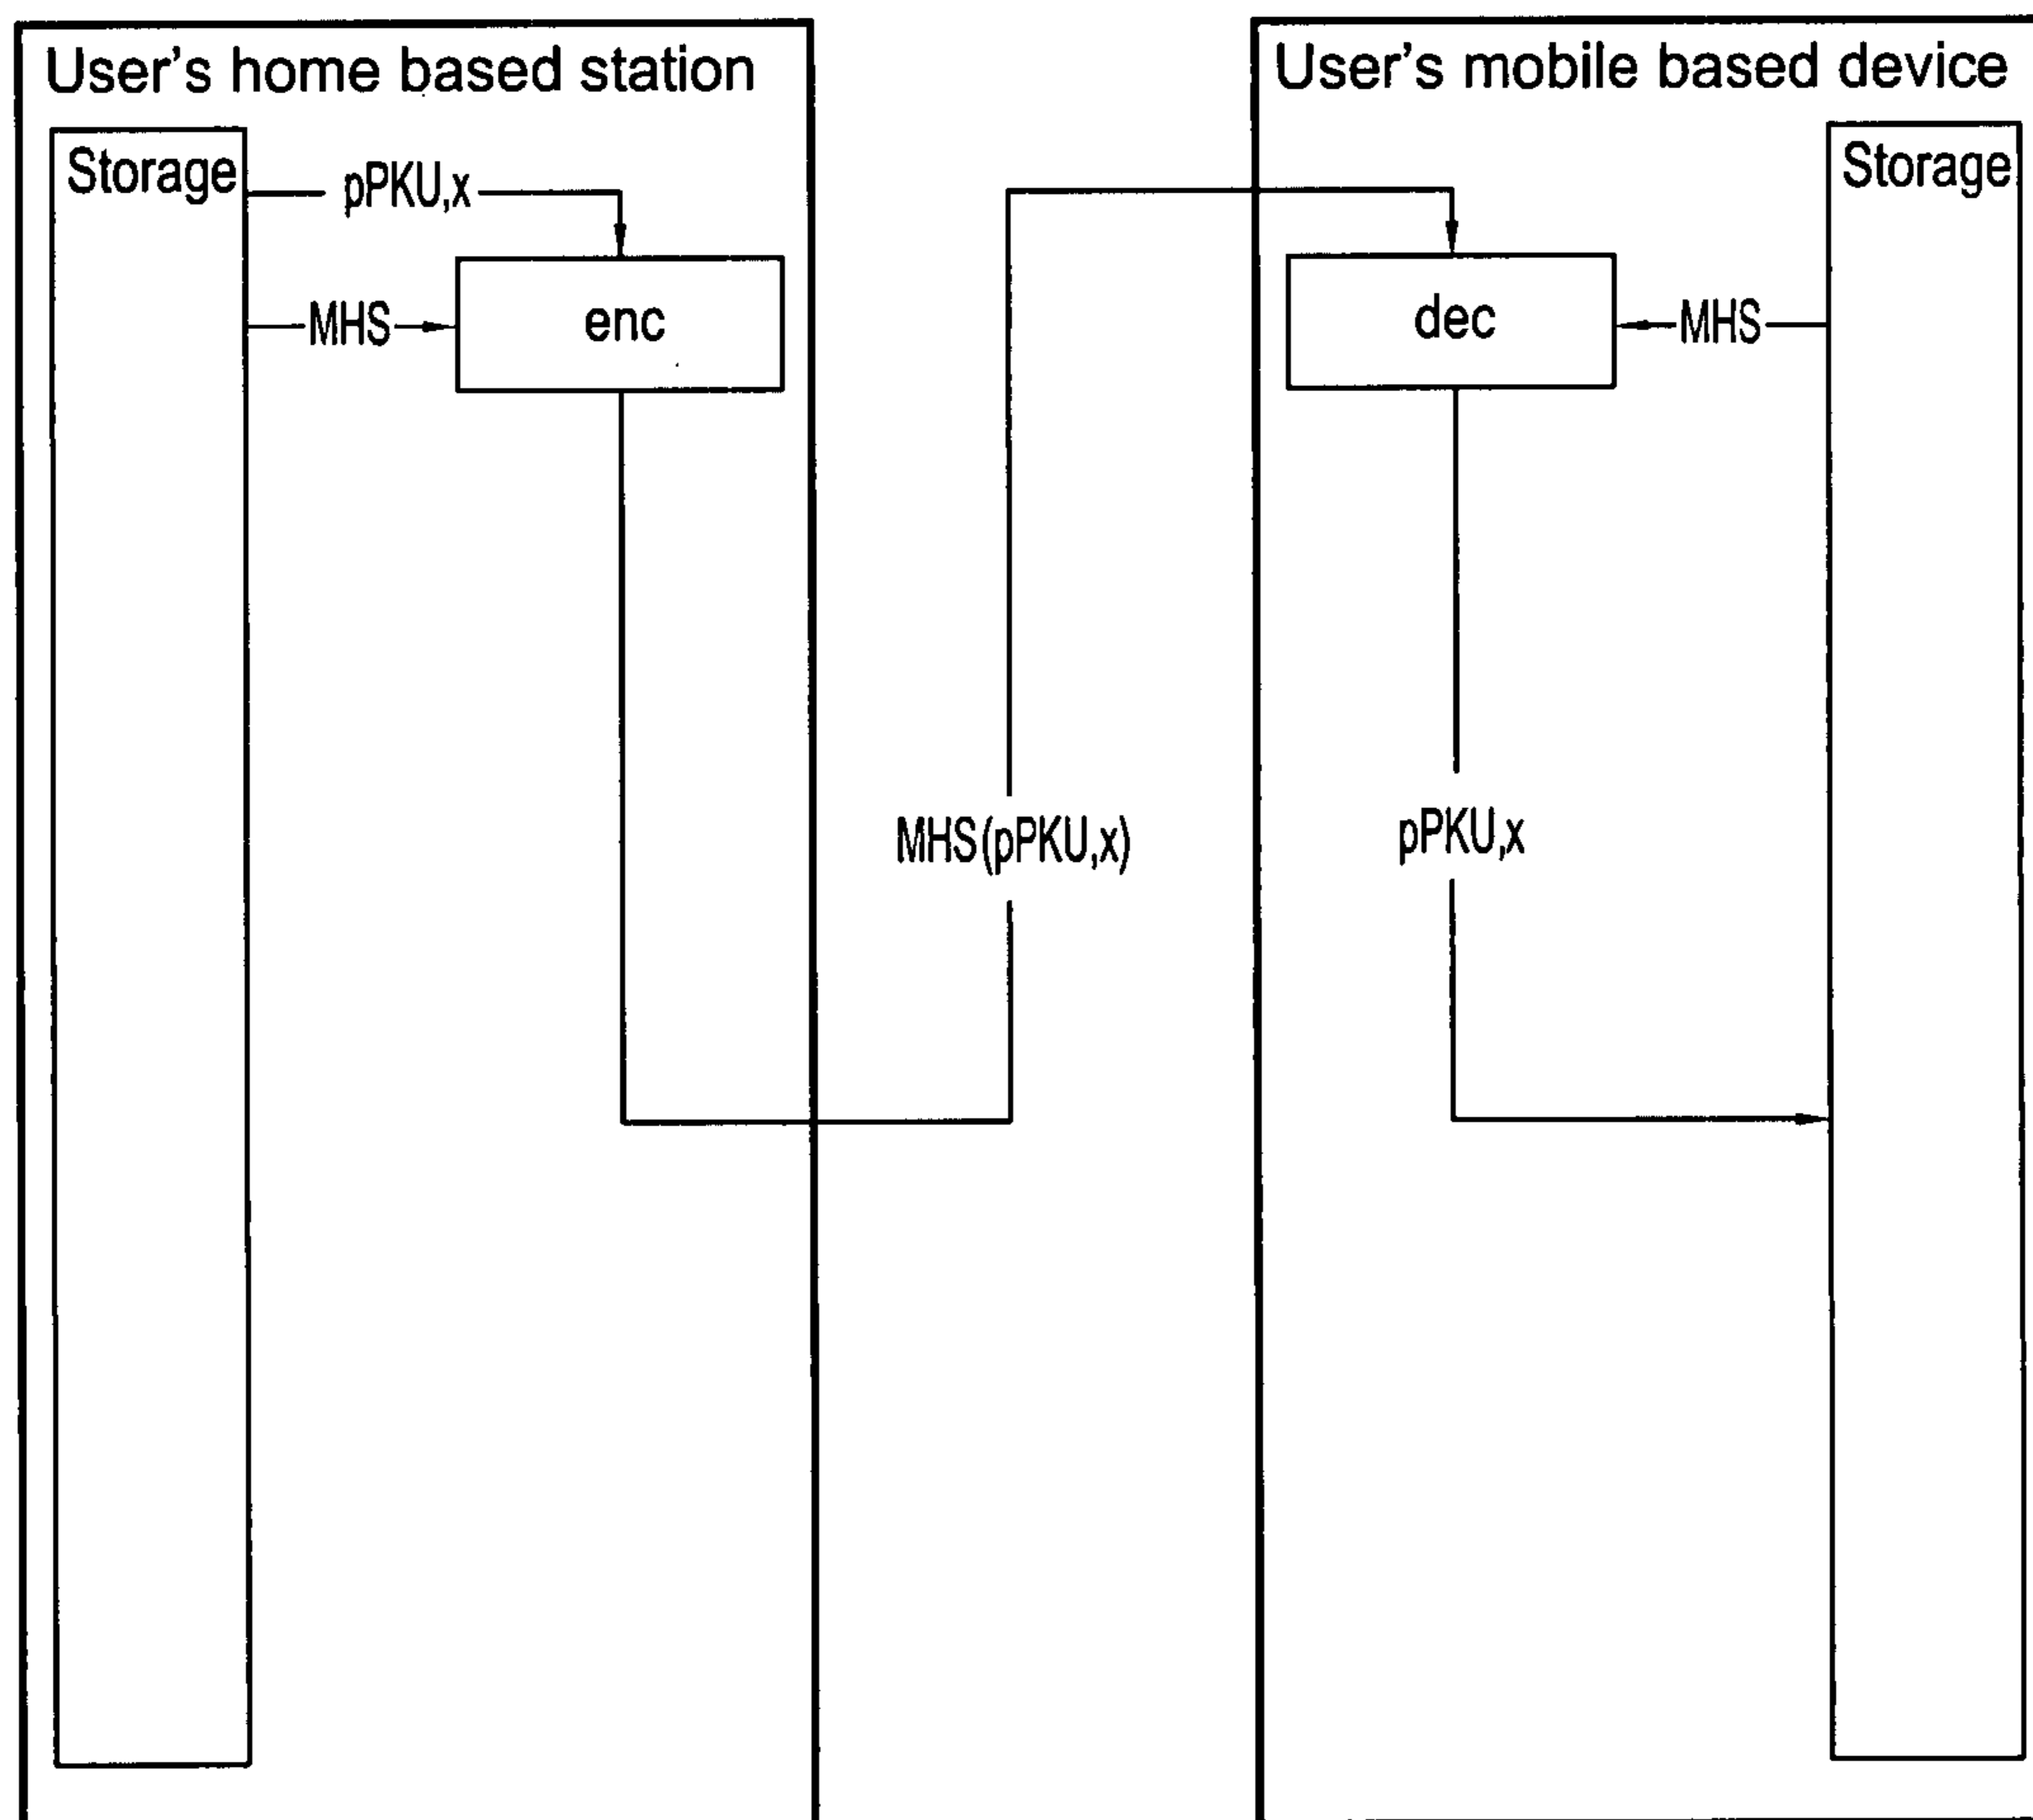 User's home based station
Storage
pPKU,x
MHS
enc
MHS(pPKU,x)
User's mobile based device
Storage
dec
MHS
pPKU,x